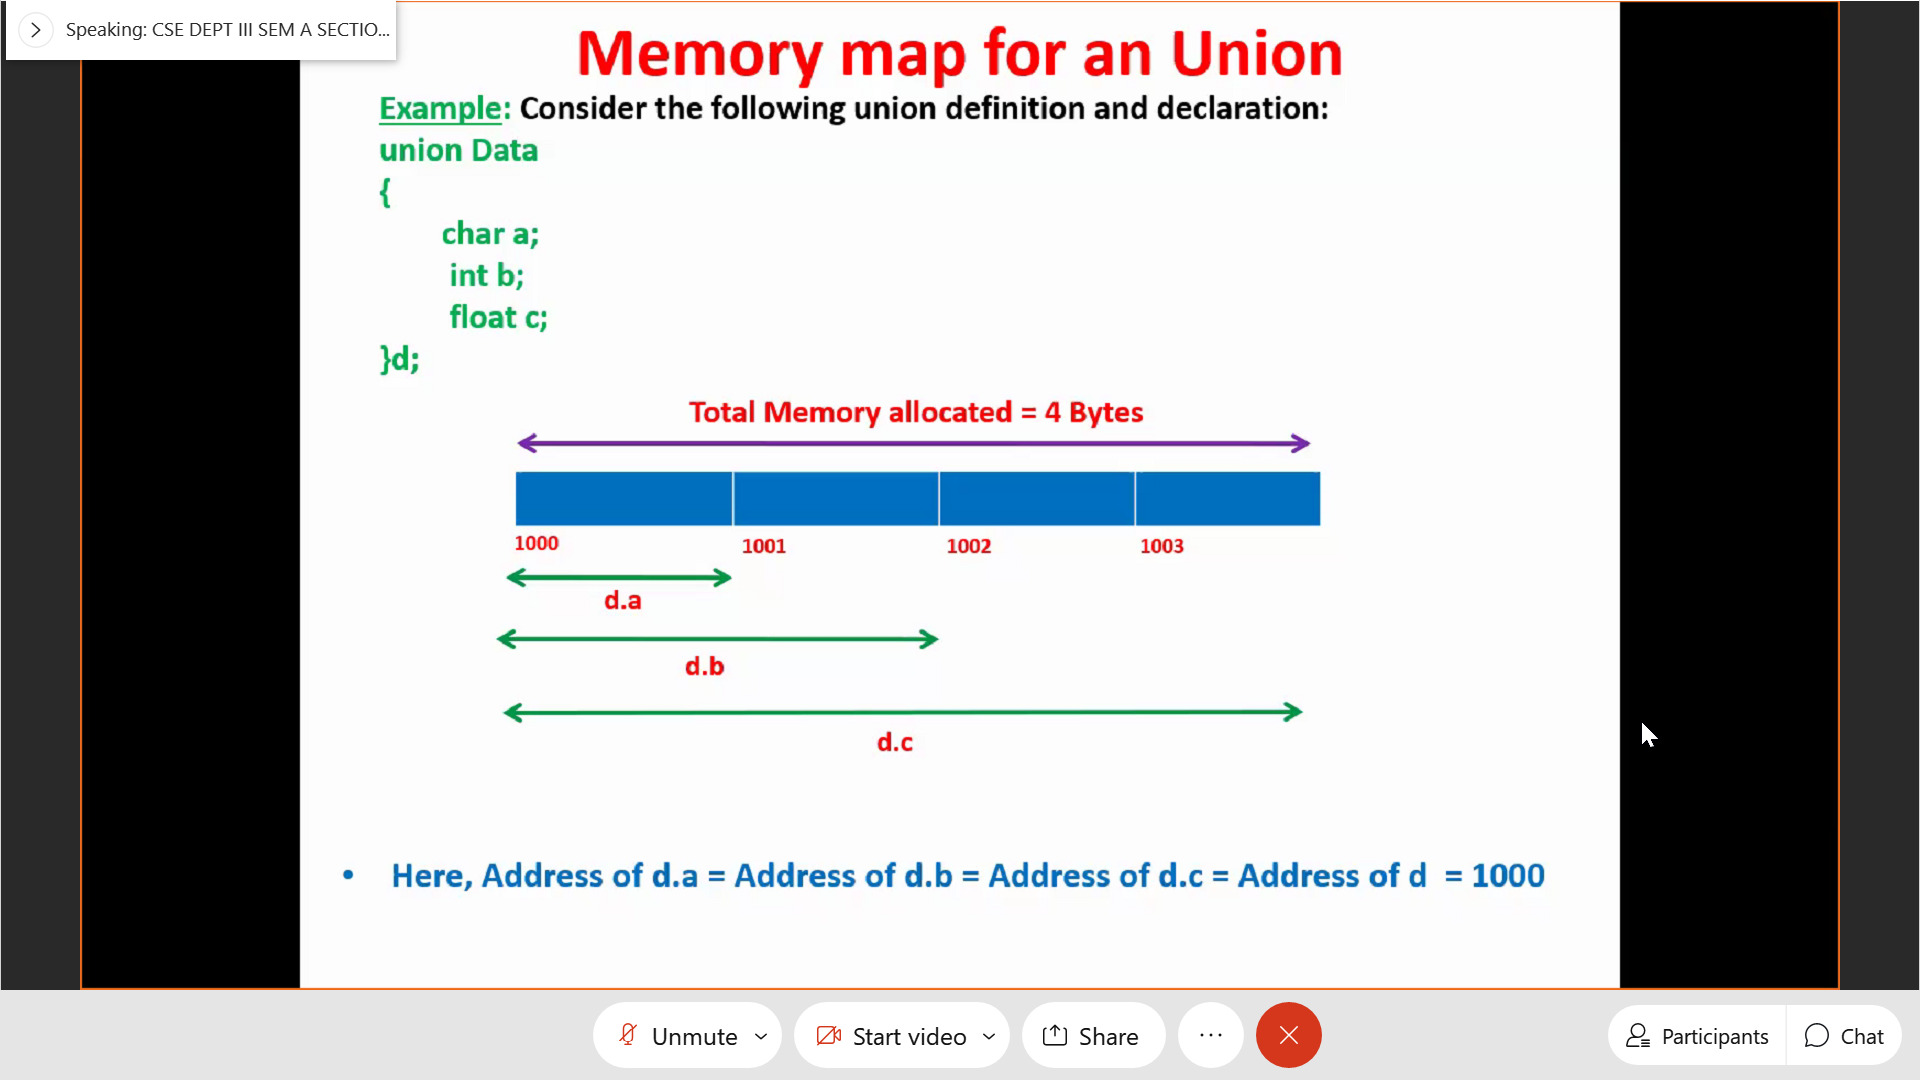 Speaking: CSE DEPT III SEM A SECTIO...
Memory map for an Union
Example: Consider the following union definition and declaration:
union Data
{
char a;
int b;
float c;
}d;
Total Memory allocated = 4 Bytes
1000 1001 1002 1003
d.a
d.b
d.c
• Here, Address of d.a = Address of d.b = Address of d.c = Address of d = 1000
Unmute Start video Share Participants Chat